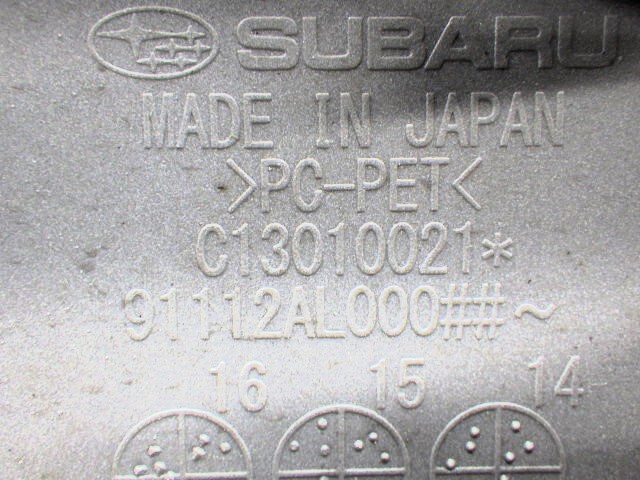 SUBARU
MADE IN JAPAN
>PC-PET<
C13010021*
91112AL000##~
16 15 14